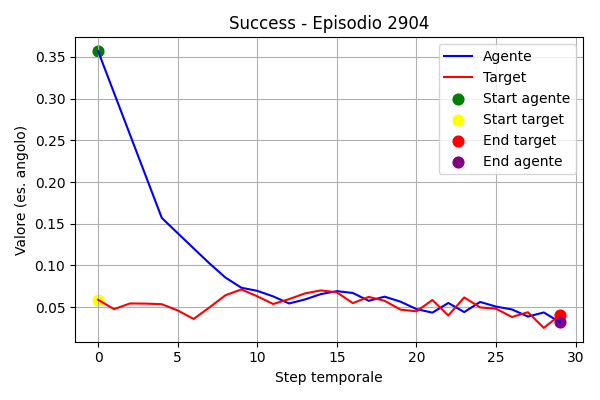 Success - Episodio 2904
Valore (es. angolo)
0.35
0.30
0.25
0.20
0.15
0.10
0.05
0
5
10
15
20
25
30
Step temporale
Agente
Target
Start agente
Start target
End target
End agente